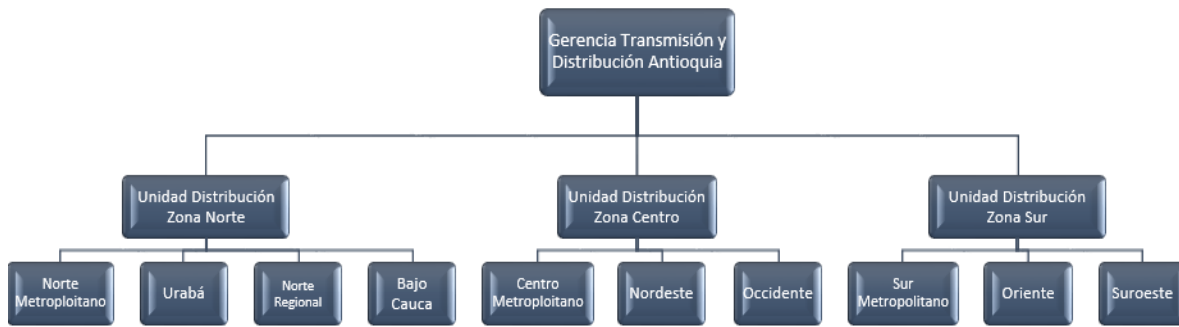 Gerencia Transmisión y
Distribución Antioquia
Unidad Distribución
Zona Norte
Unidad Distribución
Zona Centro
Unidad Distribución
Zona Sur
Norte
Metroploitano
Urabá
Norte
Regional
Bajo
Cauca
Centro
Metroploitano
Nordeste
Occidente
Sur
Metropolitano
Oriente
Suroeste